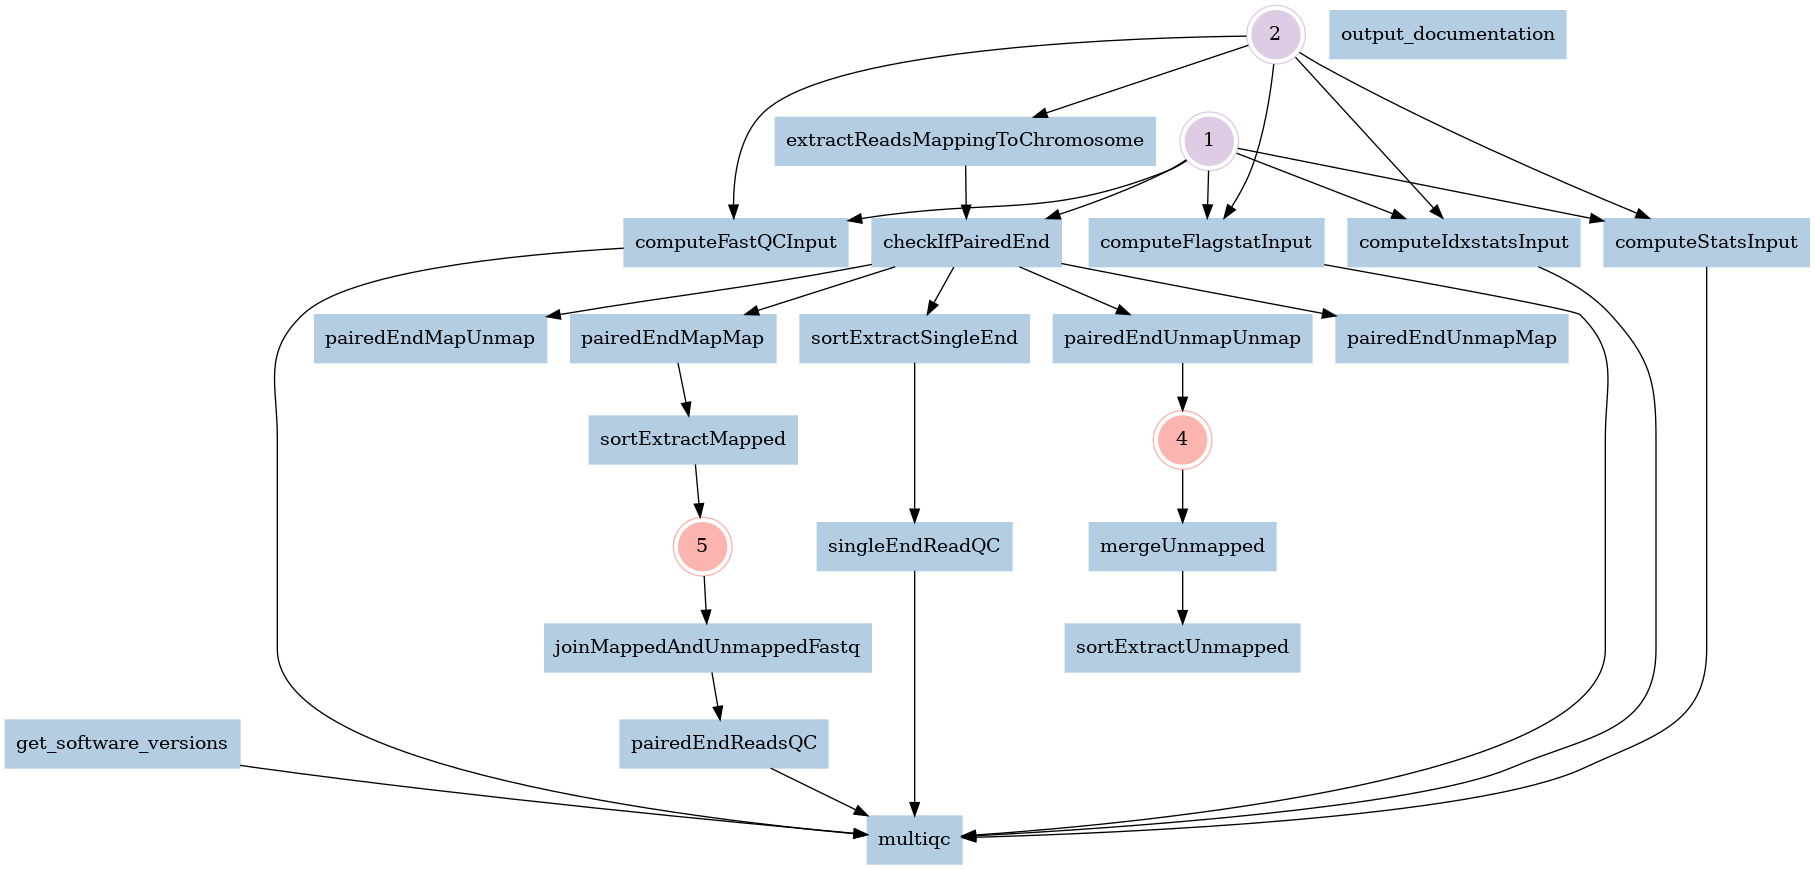 2
output_documentation
extractReadsMappingToChromosome
1
computeFastQCInput
checkIfPairedEnd
computeFlagstatInput
computeIdxstatsInput
computeStatsInput
pairedEndMapUnmap
pairedEndMapMap
sortExtractSingleEnd
pairedEndUnmapUnmap
pairedEndUnmapMap
sortExtractMapped
4
5
singleEndReadQC
mergeUnmapped
joinMappedAndUnmappedFastq
sortExtractUnmapped
get_software_versions
pairedEndReadsQC
multiqc